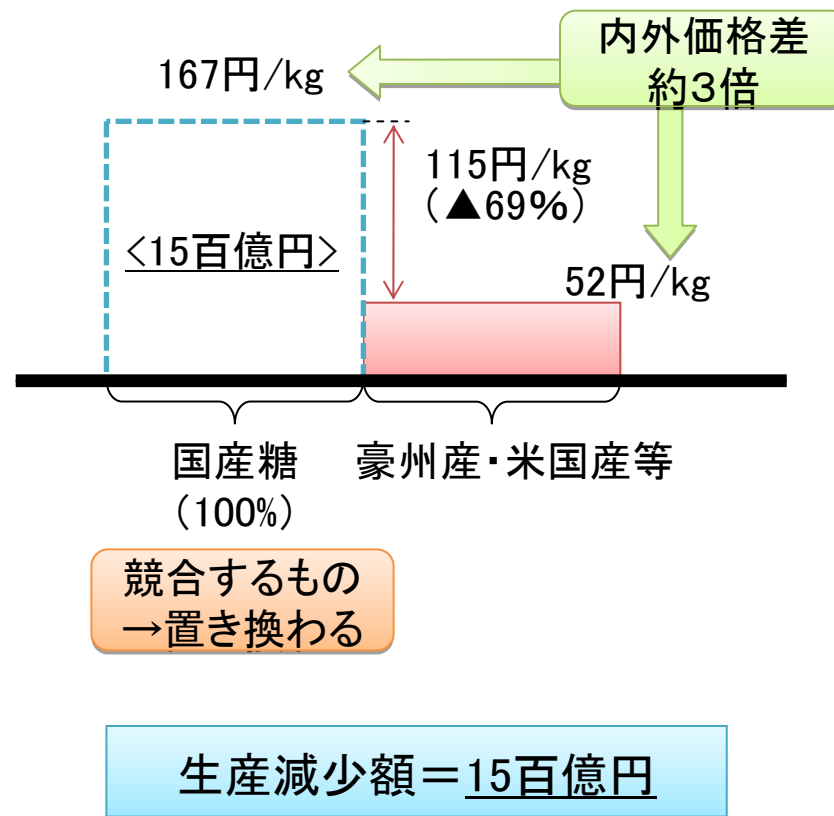 内外価格差
約３倍
167円/kg
115円/kg
（▲69％）
<15百億円>
52円/kg
国産糖
（100%）
豪州産・米国産等
競合するもの
→置き換わる
生産減少額＝15百億円